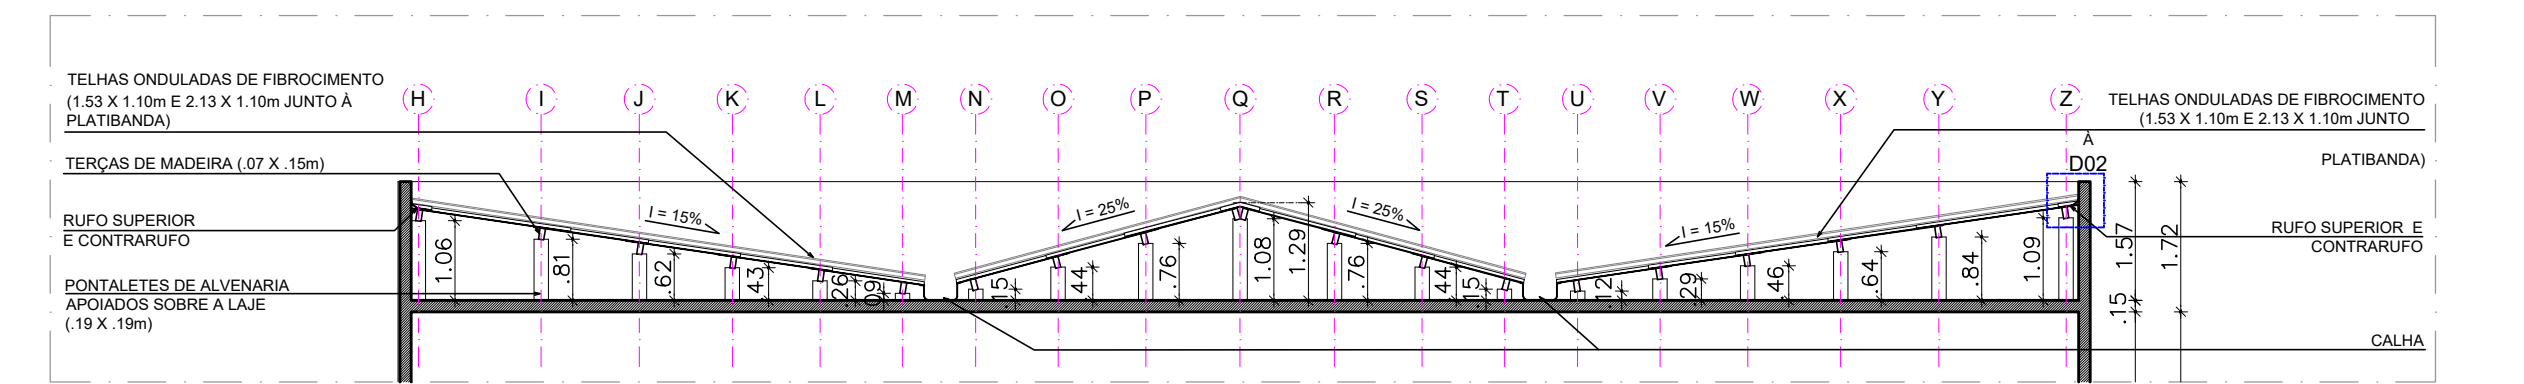 TELHAS ONDULADAS DE FIBROCIMENTO
(1.53 X 1.10m E 2.13 X 1.10m JUNTO À
PLATIBANDA)
TERÇAS DE MADEIRA (.07 X .15m)
RUFO SUPERIOR
E CONTRARUFO
PONTALETES DE ALVENARIA
APOIADOS SOBRE A LAJE
(.19 X .19m)
H I J K L M N O P Q R S T U V W X Y Z
I = 15%
I = 25%
I = 25%
I = 15%
1.06
.81
.62
.43
.26
.09
.15
.44
.76
1.08
1.29
.76
.44
.15
.12
.29
.46
.64
.84
1.09
.15
1.57
1.72
TELHAS ONDULADAS DE FIBROCIMENTO
(1.53 X 1.10m E 2.13 X 1.10m JUNTO
À
PLATIBANDA)
D02
RUFO SUPERIOR E
CONTRARUFO
CALHA